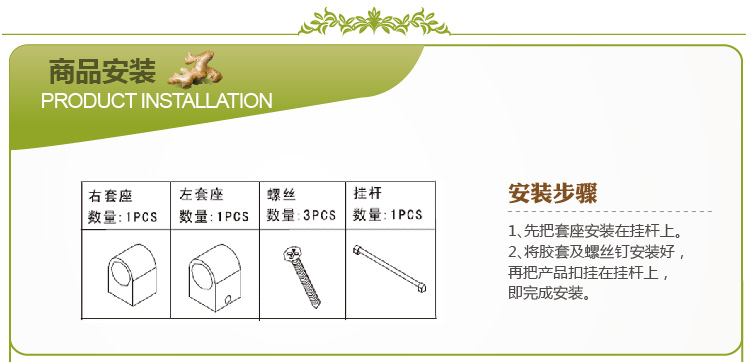 商品安装
PRODUCT INSTALLATION
右套座 左套座 螺丝 挂杆
数量:1PCS 数量:1PCS 数量:3PCS 数量:1PCS
安装步骤
1、先把套座安装在挂杆上。
2、将胶套及螺丝钉安装好，
再把产品扣挂在挂杆上，
即完成安装。